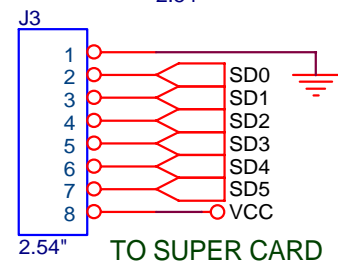 J3
1
2 SD0
3 SD1
4 SD2
5 SD3
6 SD4
7 SD5
8 VCC
2.54" TO SUPER CARD